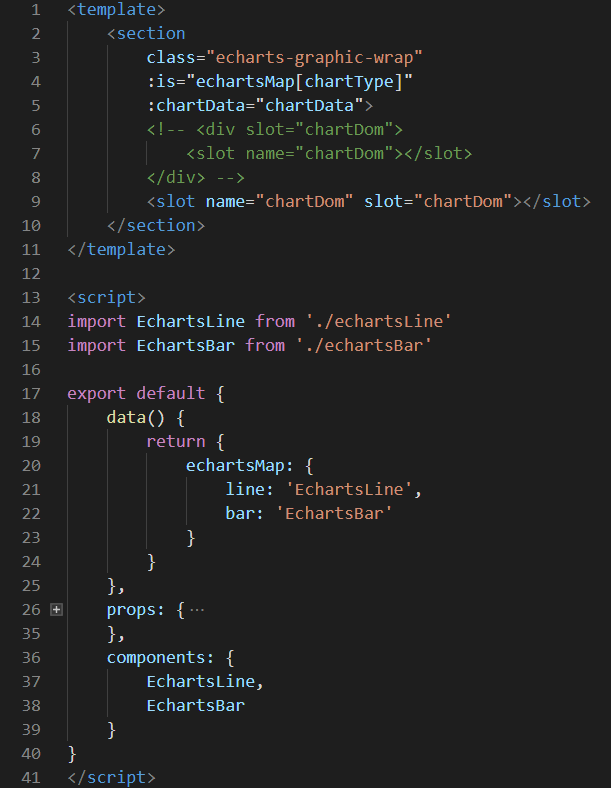 1 <template>
2     <section
3         class="echarts-graphic-wrap"
4         :is="echartsMap[chartType]"
5         :chartData="chartData">
6         <!-- <div slot="chartDom">
7             <slot name="chartDom"></slot>
8         </div> -->
9         <slot name="chartDom" slot="chartDom"></slot>
10     </section>
11 </template>
12
13 <script>
14 import EchartsLine from './echartsLine'
15 import EchartsBar from './echartsBar'
16
17 export default {
18     data() {
19         return {
20             echartsMap: {
21                 line: 'EchartsLine',
22                 bar: 'EchartsBar'
23             }
24         }
25     },
26     props: {···
35     },
36     components: {
37         EchartsLine,
38         EchartsBar
39     }
40 }
41 </script>